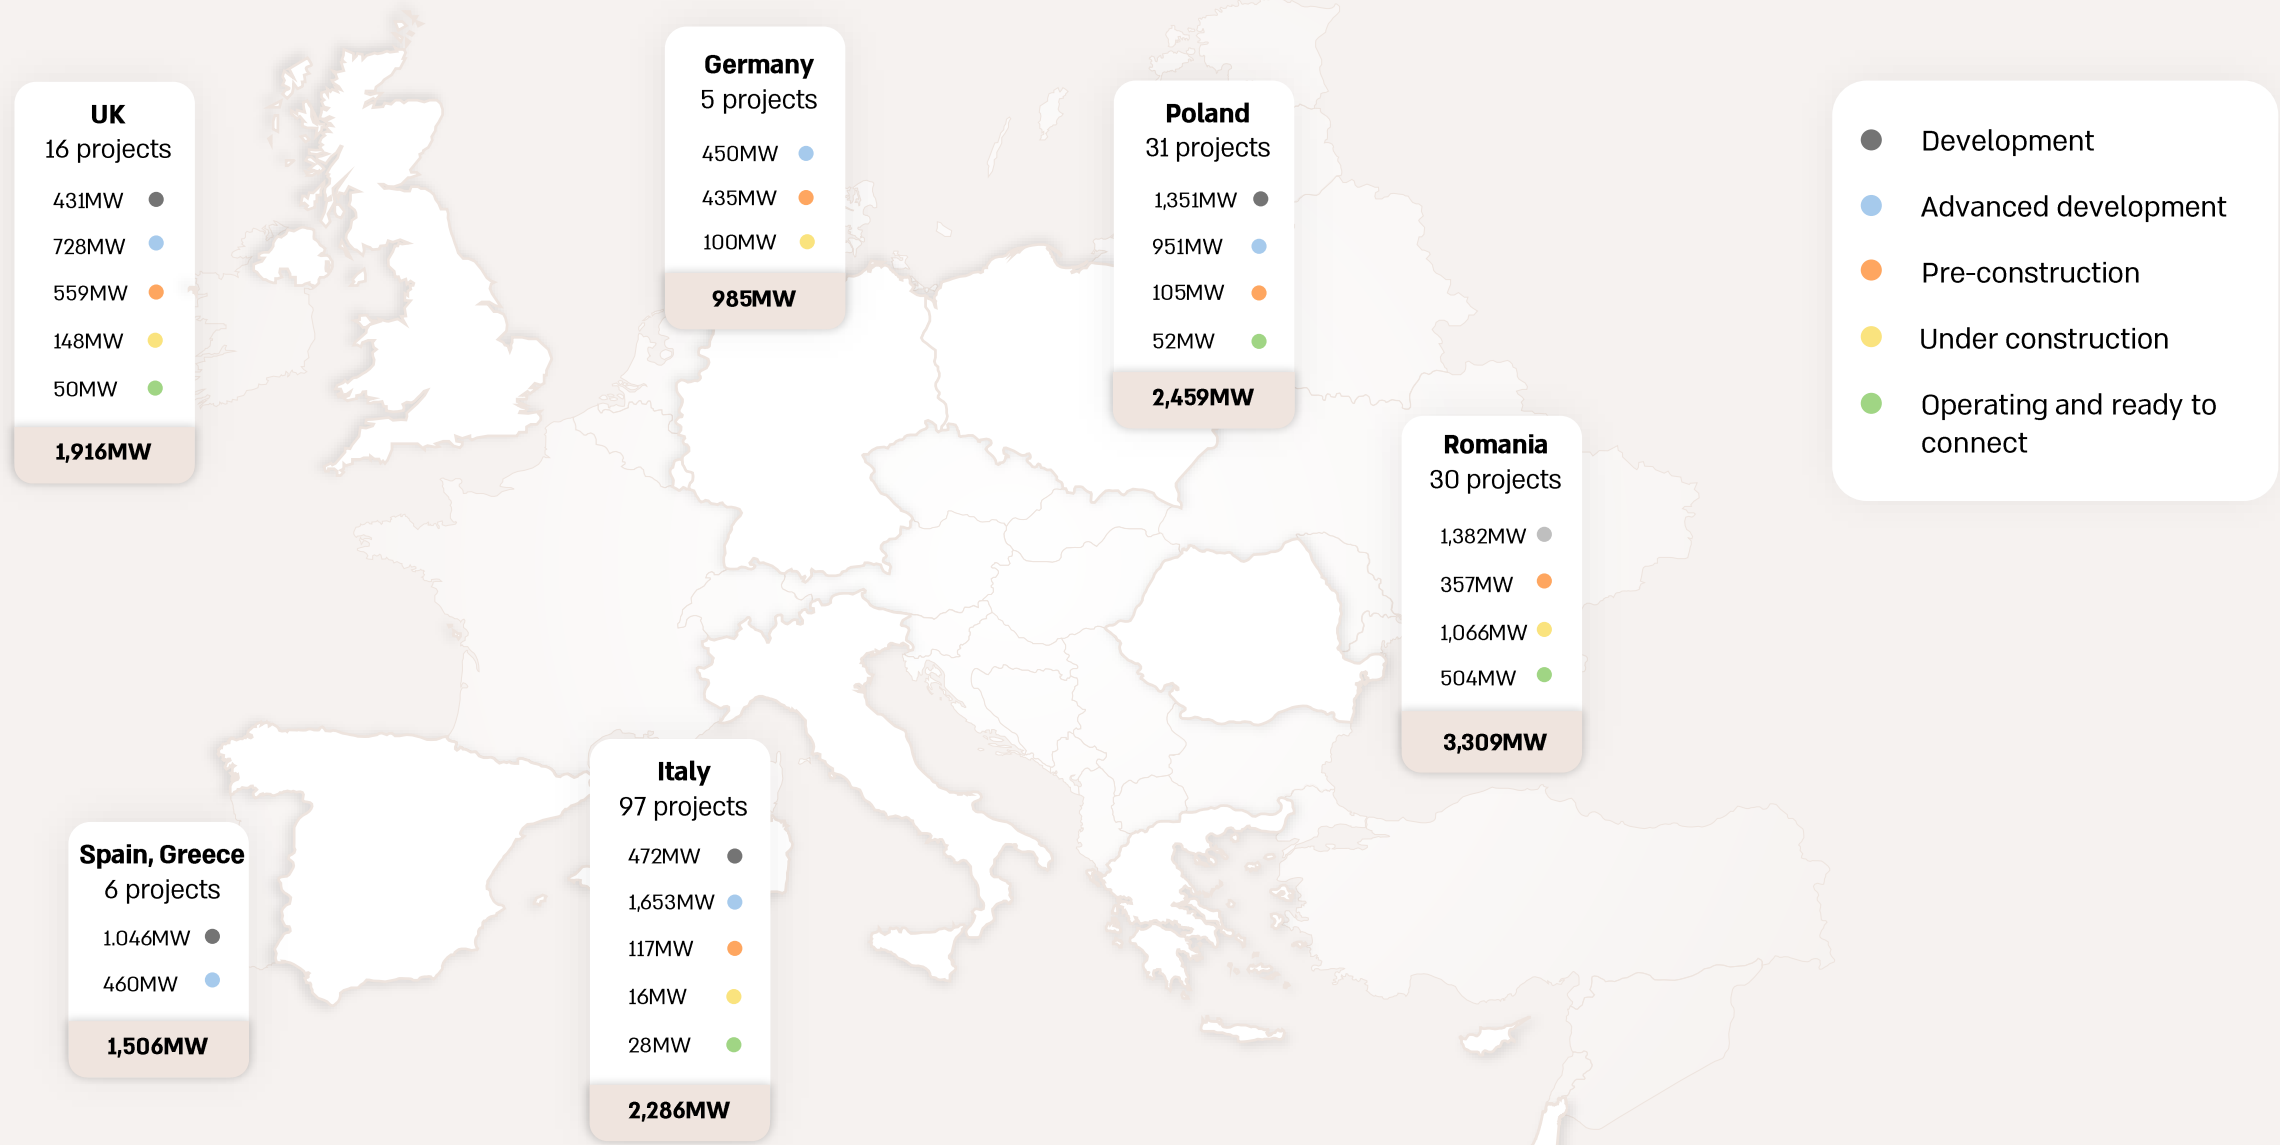 UK
16 projects
431MW
728MW
559MW
148MW
50MW
1,916MW
Germany
5 projects
450MW
435MW
100MW
985MW
Poland
31 projects
1,351MW
951MW
105MW
52MW
2,459MW
Development
Advanced development
Pre-construction
Under construction
Operating and ready to
connect
Romania
30 projects
1,382MW
357MW
1,066MW
504MW
3,309MW
Spain, Greece
6 projects
1.046MW
460MW
1,506MW
Italy
97 projects
472MW
1,653MW
117MW
16MW
28MW
2,286MW